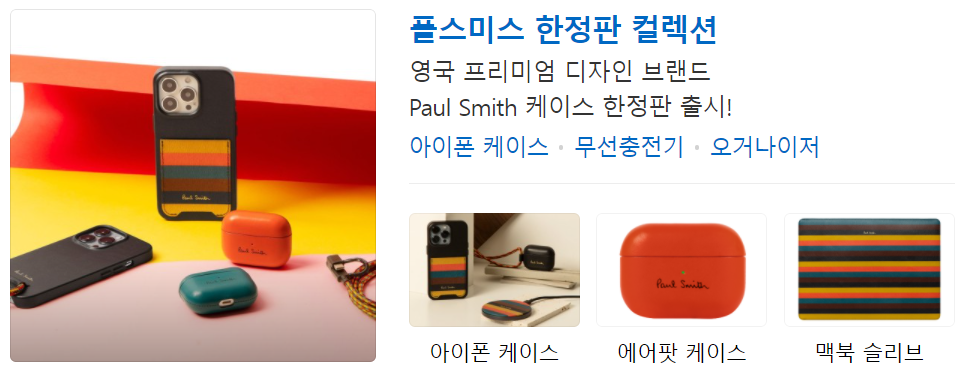 플스미스 한정판 컬렉션
영국 프리미엄 디자인 브랜드
Paul Smith 케이스 한정판 출시!
아이폰 케이스 • 무선충전기 • 오거나이저
Paul Smith
Paul Smith
Paul Smith
아이폰 케이스
에어팟 케이스
맥북 슬리브